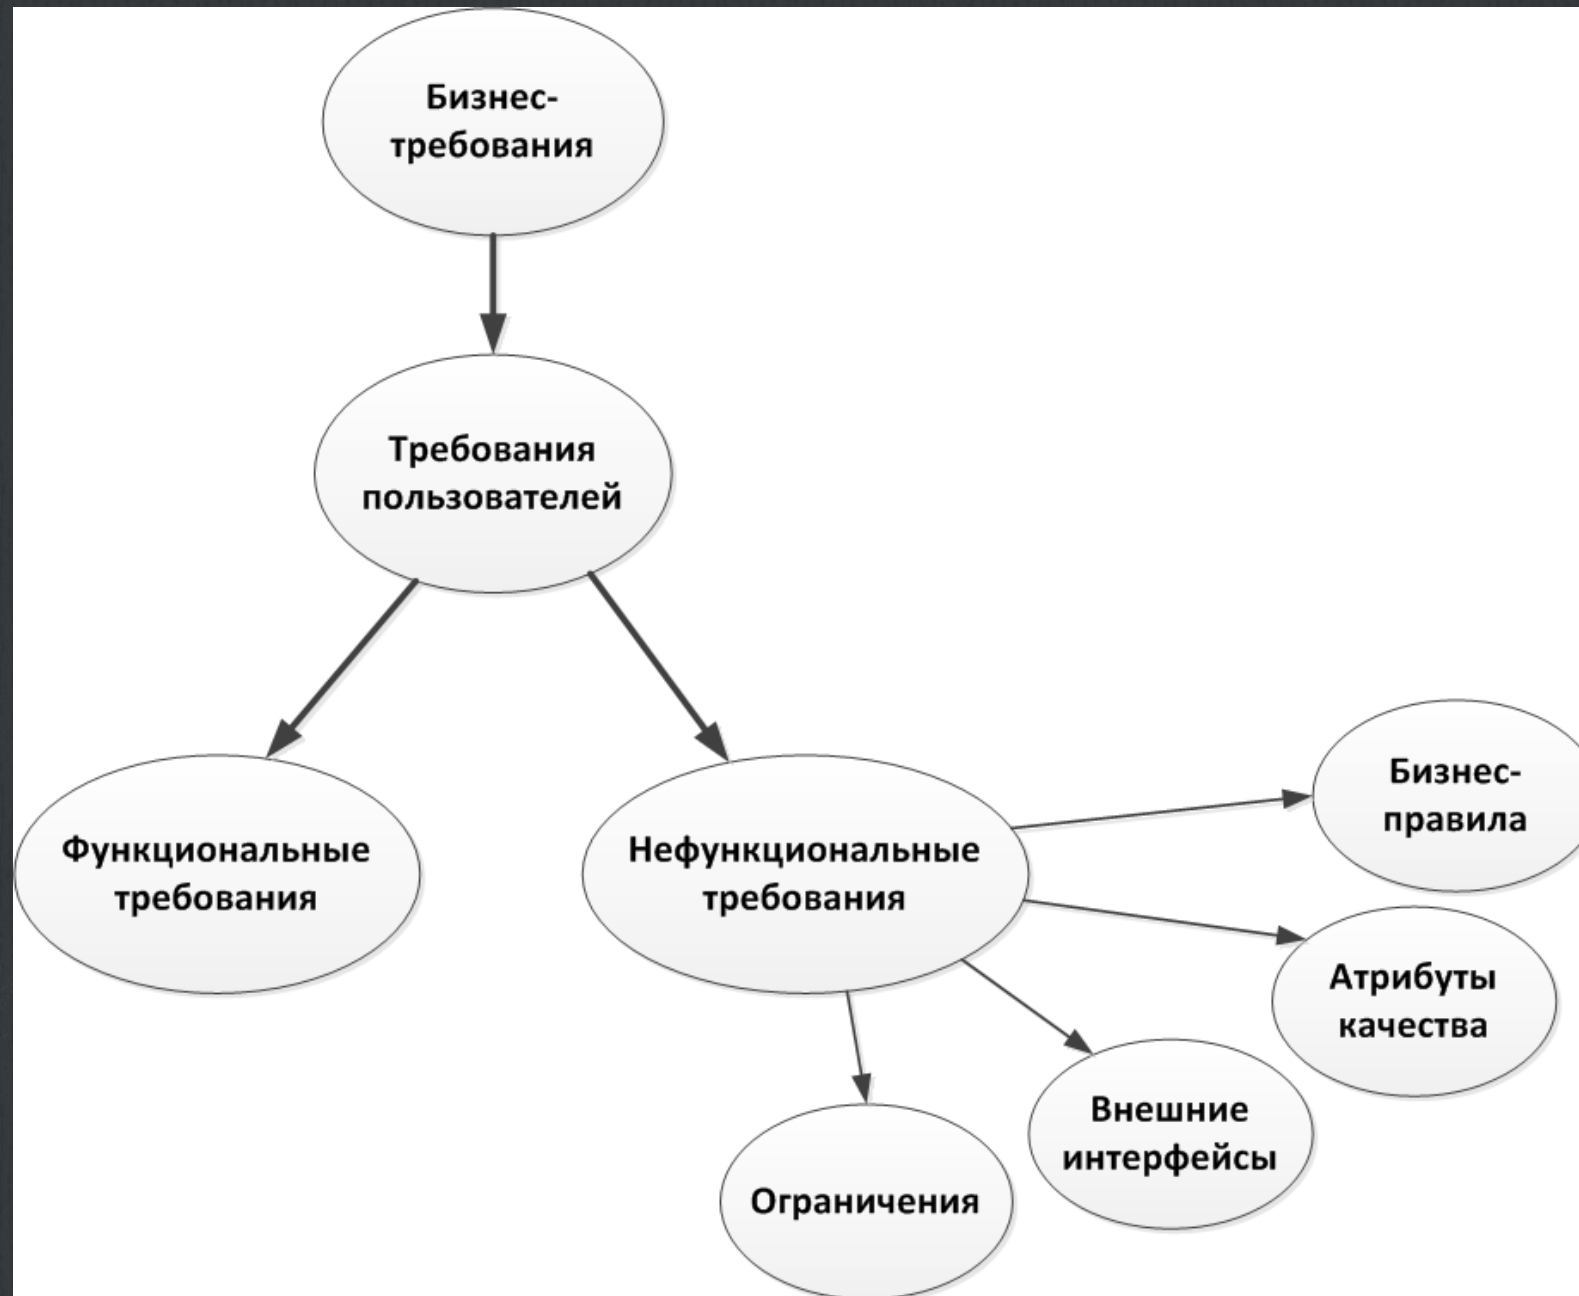 Бизнес-
требования
Требования
пользователей
Функциональные
требования
Нефункциональные
требования
Бизнес-
правила
Атрибуты
качества
Внешние
интерфейсы
Ограничения